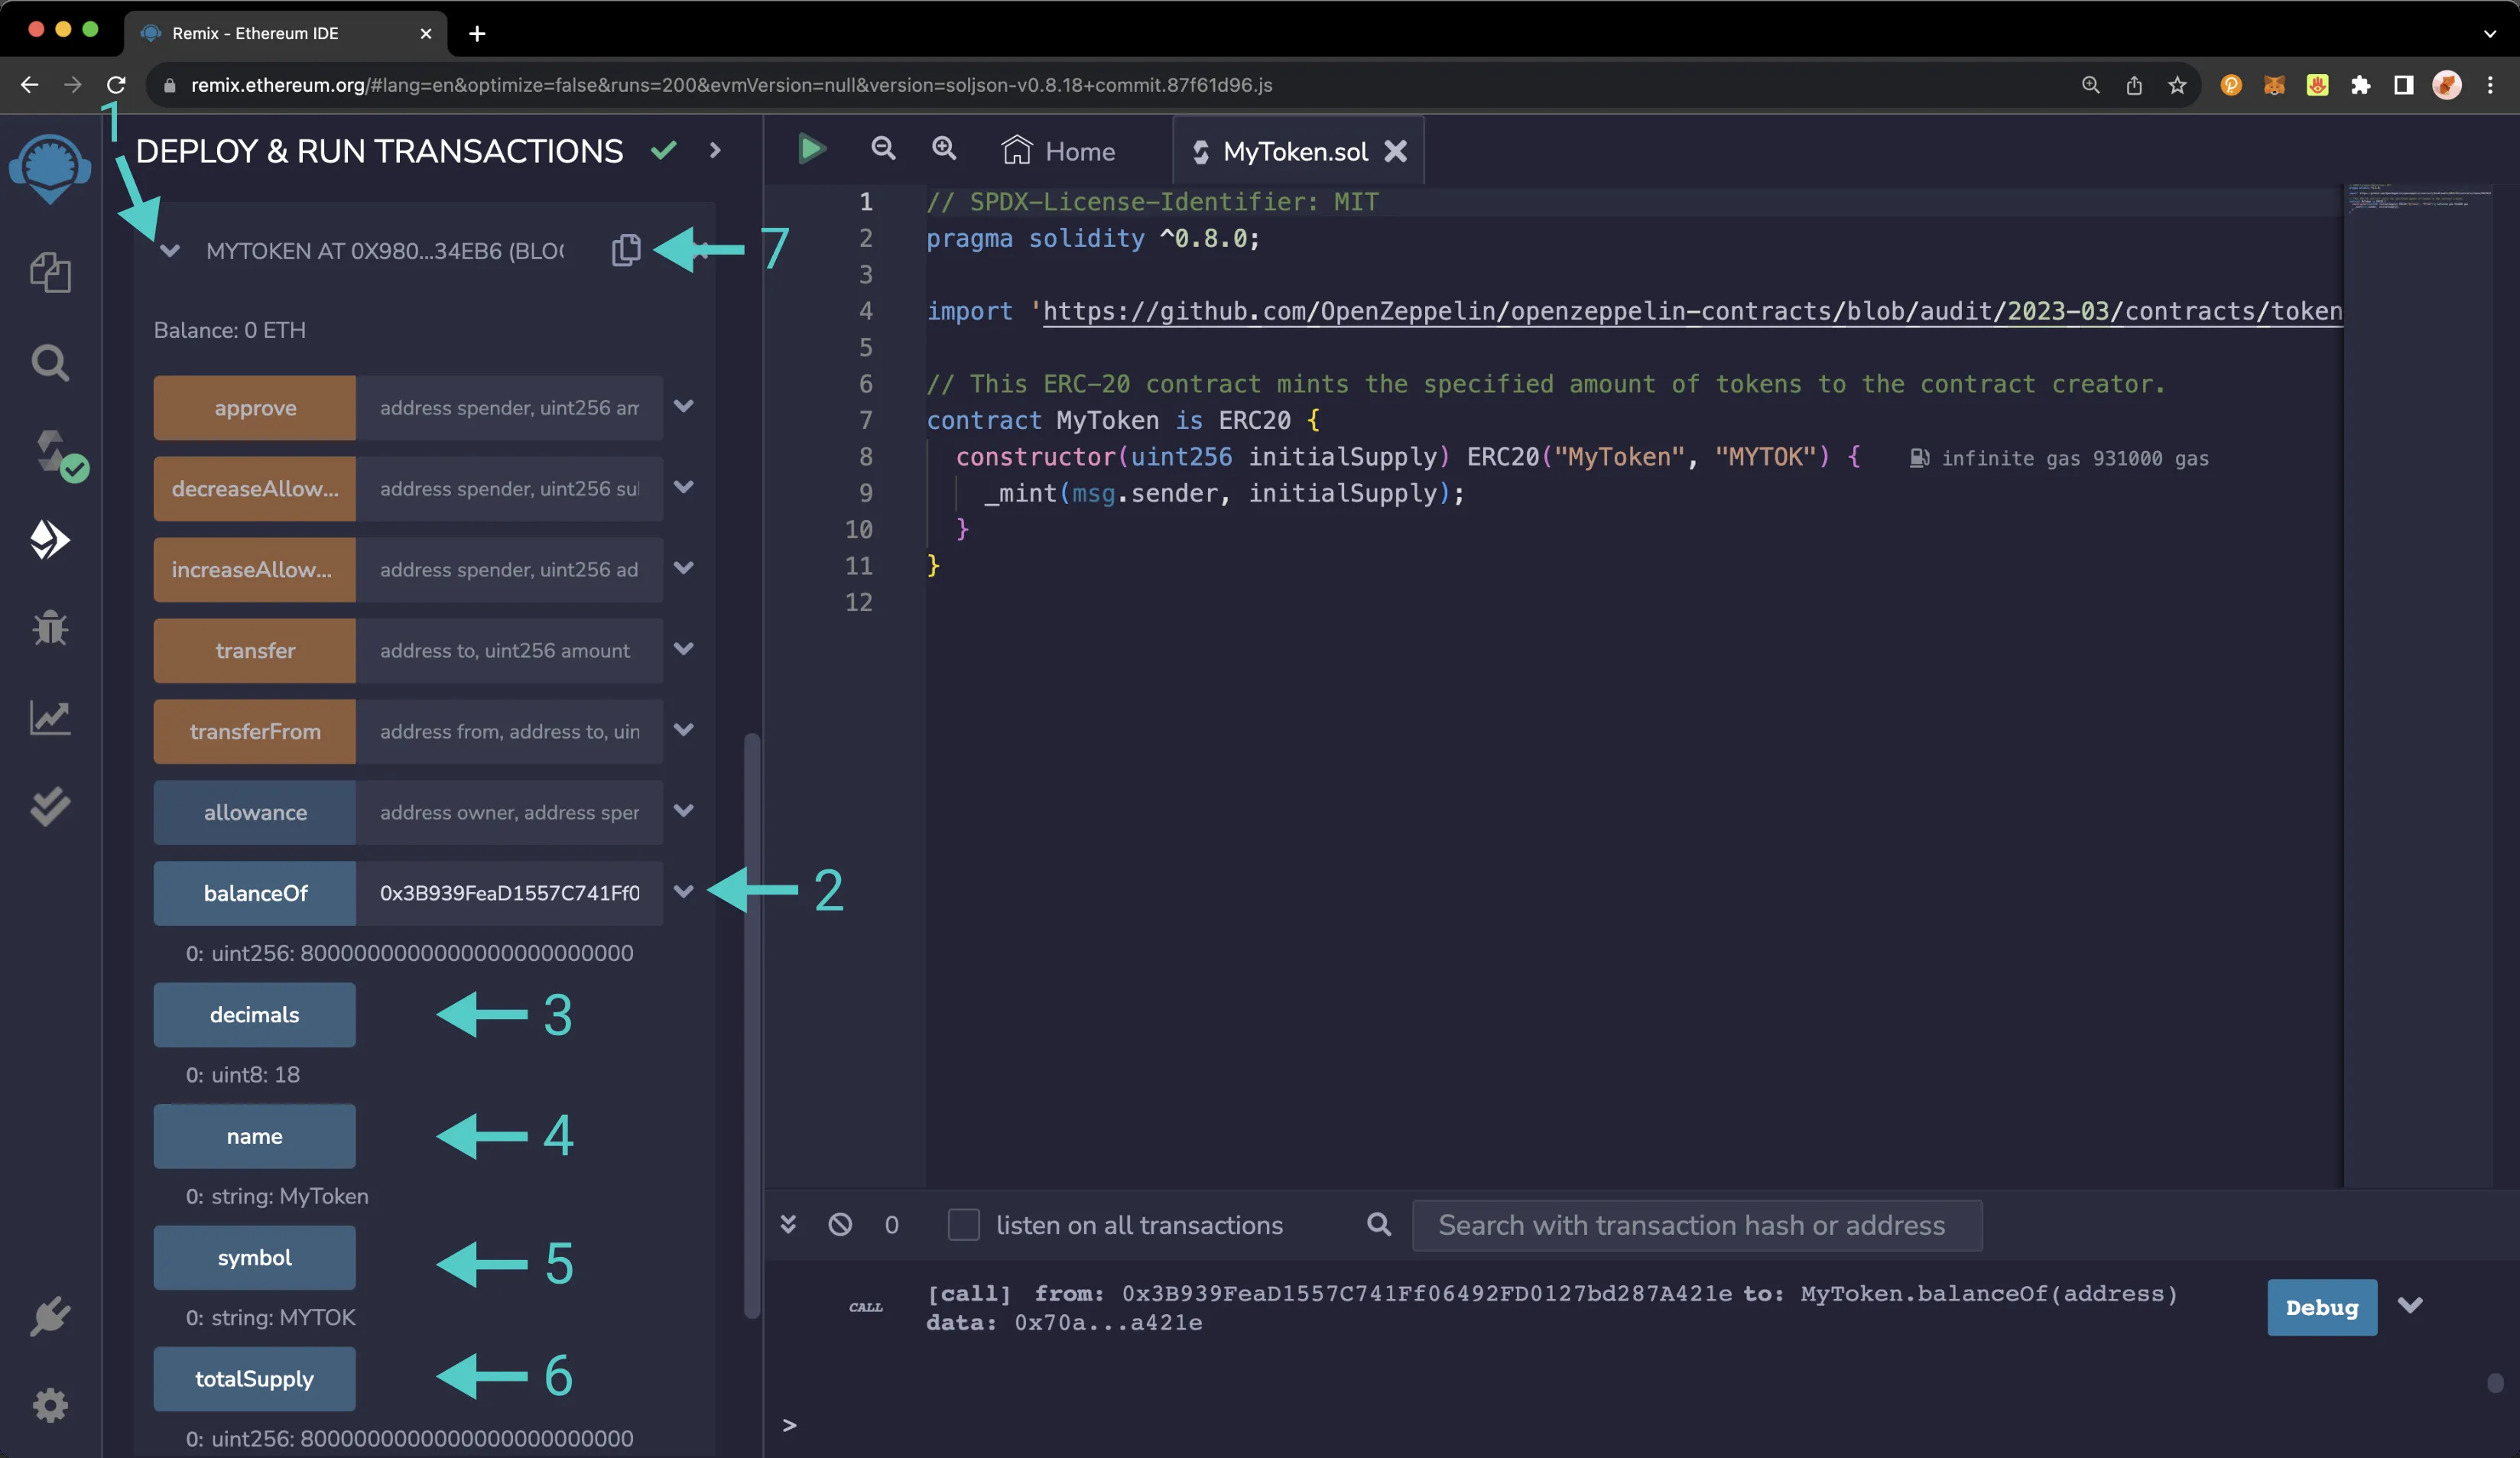 Remix - Ethereum IDE
remix.ethereum.org/#lang=en&optimize=false&runs=200&evmVersion=null&version=soljson-v0.8.18+commit.87f61d96.js
1
DEPLOY & RUN TRANSACTIONS
MYTOKEN AT 0X980...34EB6 (BLOC
7
Balance: 0 ETH
approve address spender, uint256 am
decreaseAllow... address spender, uint256 sul
increaseAllow... address spender, uint256 ad
transfer address to, uint256 amount
transferFrom address from, address to, uin
allowance address owner, address sper
balanceOf 0x3B939FeaD1557C741Ff0
2
0: uint256: 8000000000000000000000000
decimals
3
0: uint8: 18
name
4
0: string: MyToken
symbol
5
0: string: MYTOK
totalSupply
6
0: uint256: 8000000000000000000000000
Home
MyToken.sol
1 // SPDX-License-Identifier: MIT
2 pragma solidity ^0.8.0;
3
4 import 'https://github.com/OpenZeppelin/openzeppelin-contracts/blob/audit/2023-03/contracts/token
5
6 // This ERC-20 contract mints the specified amount of tokens to the contract creator.
7 contract MyToken is ERC20 {
8 constructor(uint256 initialSupply) ERC20("MyToken", "MYTOK") { infinite gas 931000 gas
9 _mint(msg.sender, initialSupply);
10 }
11 }
12
0 listen on all transactions Search with transaction hash or address
CALL [call] from: 0x3B939FeaD1557C741Ff06492FD0127bd287A421e to: MyToken.balanceOf(address)
data: 0x70a...a421e
Debug
>